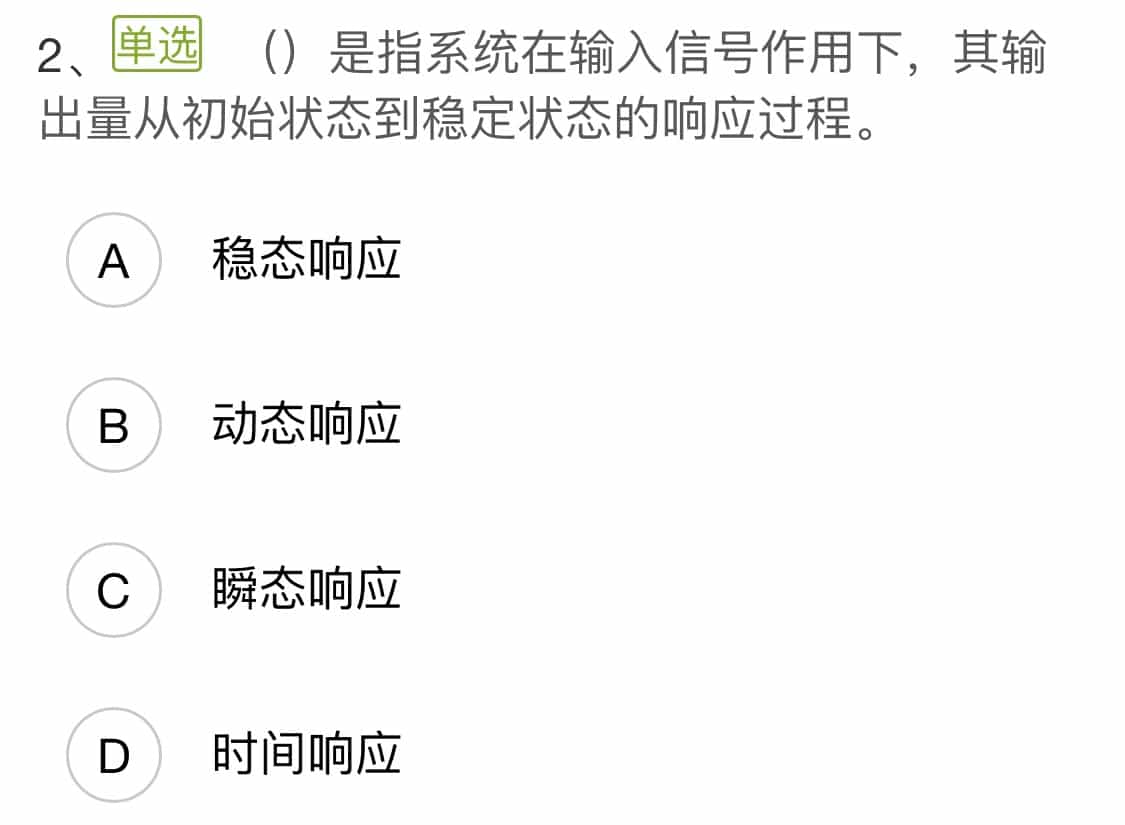 2、单选 （）是指系统在输入信号作用下，其输
出量从初始状态到稳定状态的响应过程。
A 稳态响应
B 动态响应
C 瞬态响应
D 时间响应